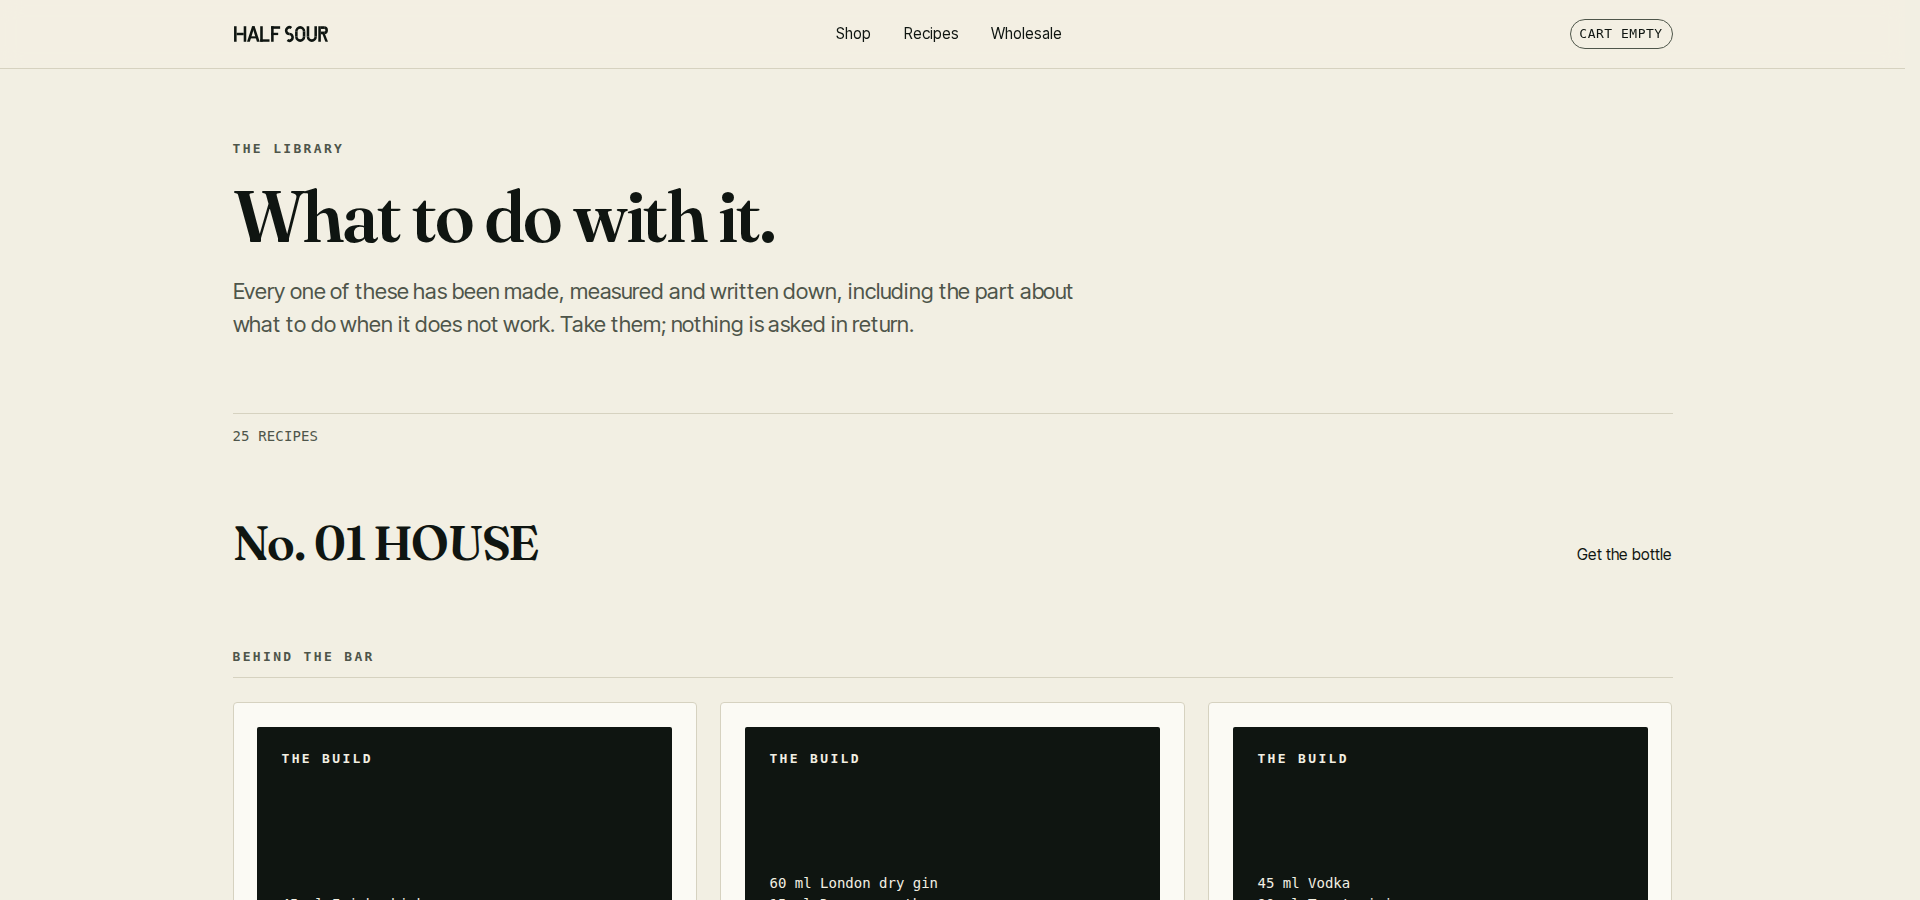 HALF SOUR
Shop
Recipes
Wholesale
CART EMPTY
THE LIBRARY
What to do with it.
Every one of these has been made, measured and written down, including the part about
what to do when it does not work. Take them; nothing is asked in return.
25 RECIPES
No. 01 HOUSE
Get the bottle
BEHIND THE BAR
THE BUILD
THE BUILD
60 ml London dry gin
THE BUILD
45 ml Vodka